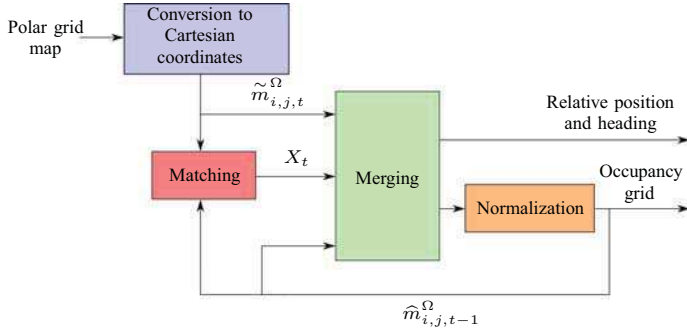 Polar grid
map
Conversion to
Cartesian
coordinates
m̃^Ω_{i,j,t}
Relative position
and heading
Matching
X_t
Merging
Normalization
Occupancy
grid
m̂^Ω_{i,j,t−1}